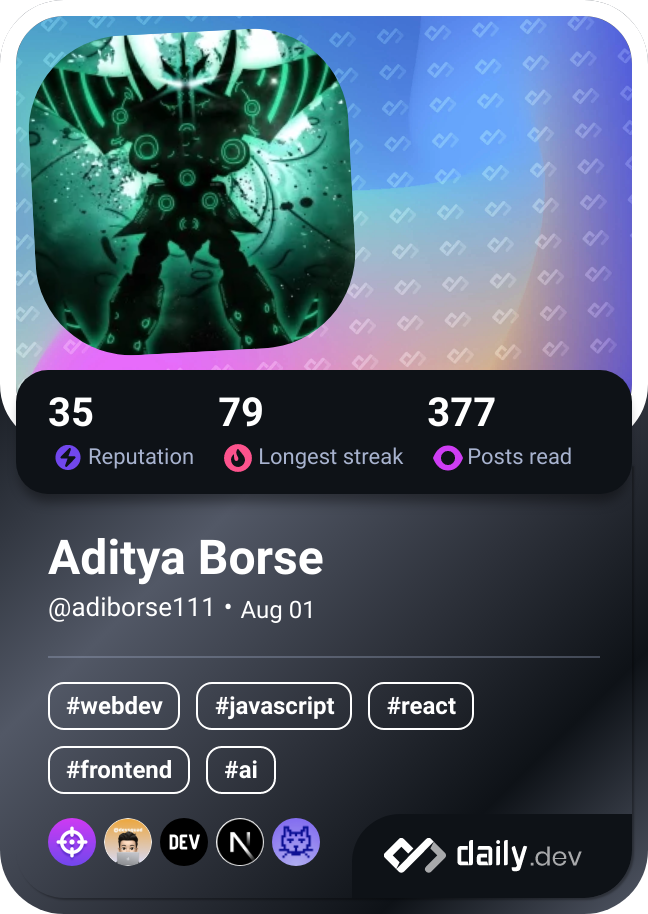 35 79 377
Reputation Longest streak Posts read
Aditya Borse
@adiborse111 • Aug 01
#webdev #javascript #react
#frontend #ai
DEV N
daily.dev